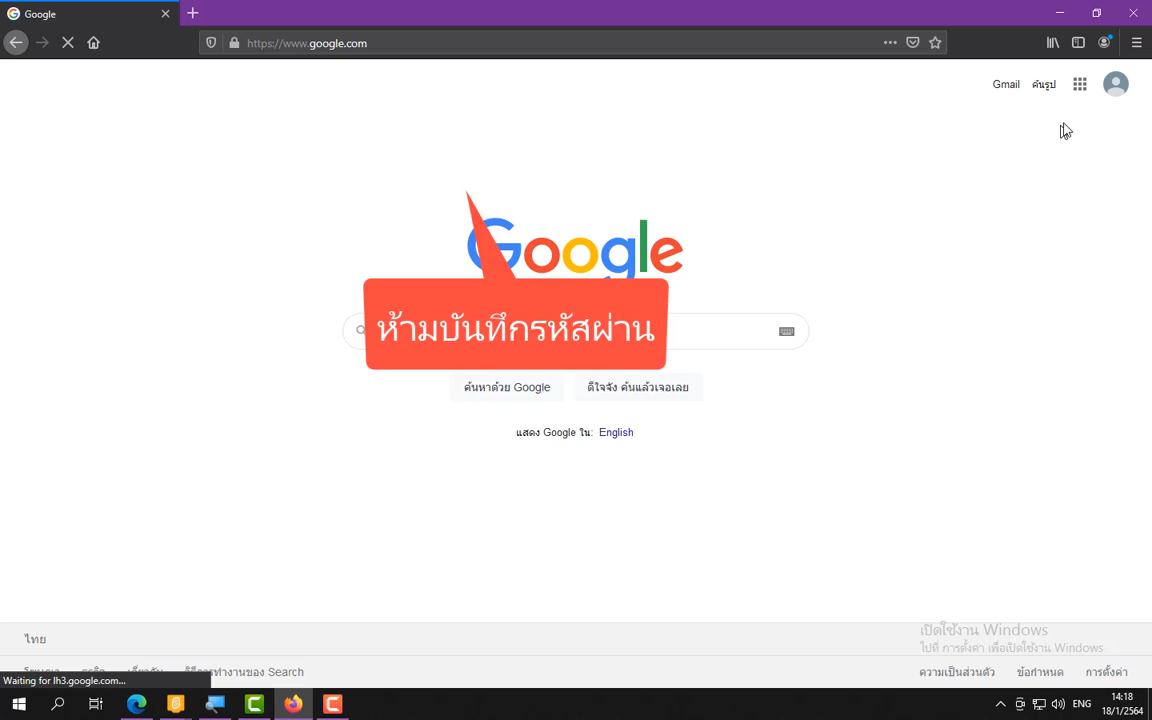 Google
https://www.google.com
Gmail
ค้นรูป
Google
ห้ามบันทึกรหัสผ่าน
ค้นหาด้วย Google
ดีใจจัง ค้นแล้วเจอเลย
แสดง Google ใน: English
ไทย
เปิดใช้งาน Windows
ไปที่ การตั้งค่า เพื่อเปิดใช้งาน Windows
ความเป็นส่วนตัว
ข้อกำหนด
การตั้งค่า
Waiting for lh3.google.com...
ENG
14:18
18/1/2564